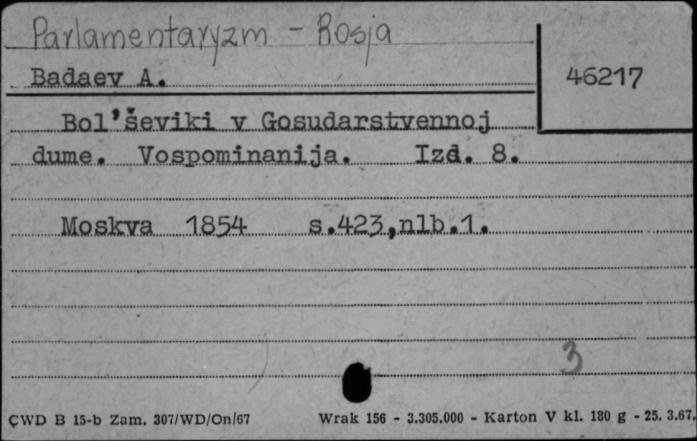 Parlamentaryzm - Rosja
Badaev A.
46217
Bol'ševiki v Gosudarstvennoj
dume. Vospominanija. Izd. 8.
Moskva 1854 s.423,nlb.1.
3
CWD B 15-b Zam. 307/WD/On/67 Wrak 156 - 3.305.000 - Karton V kl. 180 g - 25. 3.67.